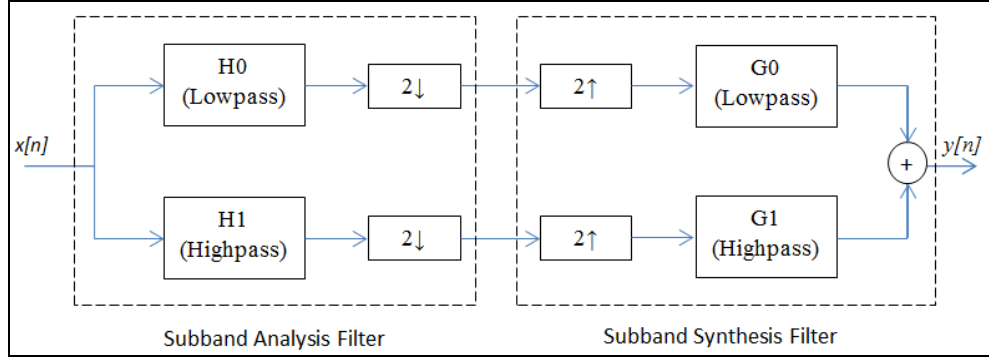 H0
(Lowpass)
2↓
2↑
G0
(Lowpass)
x[n]
y[n]
+
H1
(Highpass)
2↓
2↑
G1
(Highpass)
Subband Analysis Filter
Subband Synthesis Filter